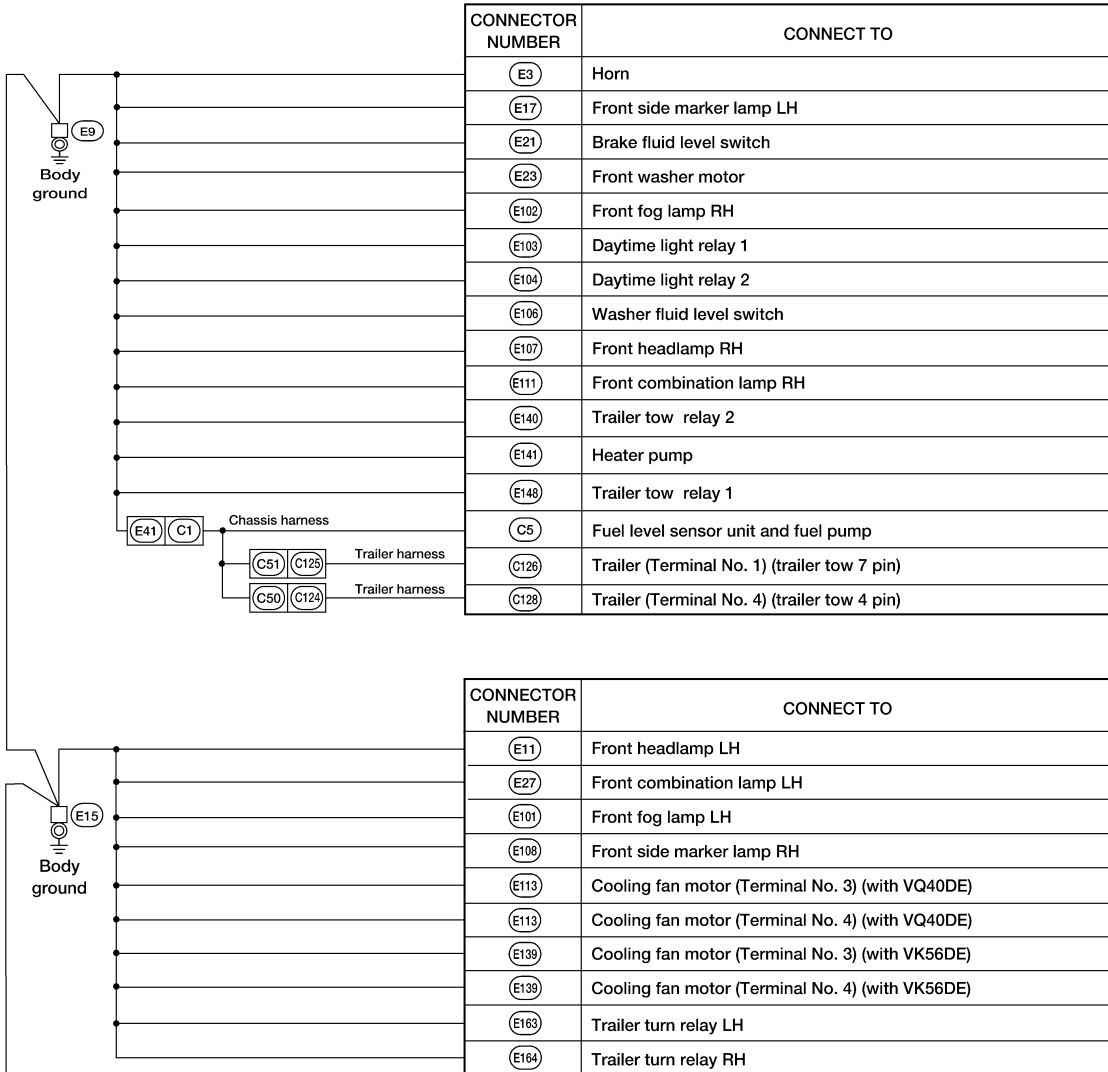 CONNECTOR NUMBER CONNECT TO
E3 Horn
E17 Front side marker lamp LH
E9
E21 Brake fluid level switch
Body ground
E23 Front washer motor
E102 Front fog lamp RH
E103 Daytime light relay 1
E104 Daytime light relay 2
E106 Washer fluid level switch
E107 Front headlamp RH
E111 Front combination lamp RH
E140 Trailer tow relay 2
E141 Heater pump
E148 Trailer tow relay 1
E41 C1 Chassis harness C5 Fuel level sensor unit and fuel pump
C51 C125 Trailer harness C126 Trailer (Terminal No. 1) (trailer tow 7 pin)
C50 C124 Trailer harness C128 Trailer (Terminal No. 4) (trailer tow 4 pin)
CONNECTOR NUMBER CONNECT TO
E11 Front headlamp LH
E27 Front combination lamp LH
E15
E101 Front fog lamp LH
E108 Front side marker lamp RH
Body ground
E113 Cooling fan motor (Terminal No. 3) (with VQ40DE)
E113 Cooling fan motor (Terminal No. 4) (with VQ40DE)
E139 Cooling fan motor (Terminal No. 3) (with VK56DE)
E139 Cooling fan motor (Terminal No. 4) (with VK56DE)
E163 Trailer turn relay LH
E164 Trailer turn relay RH